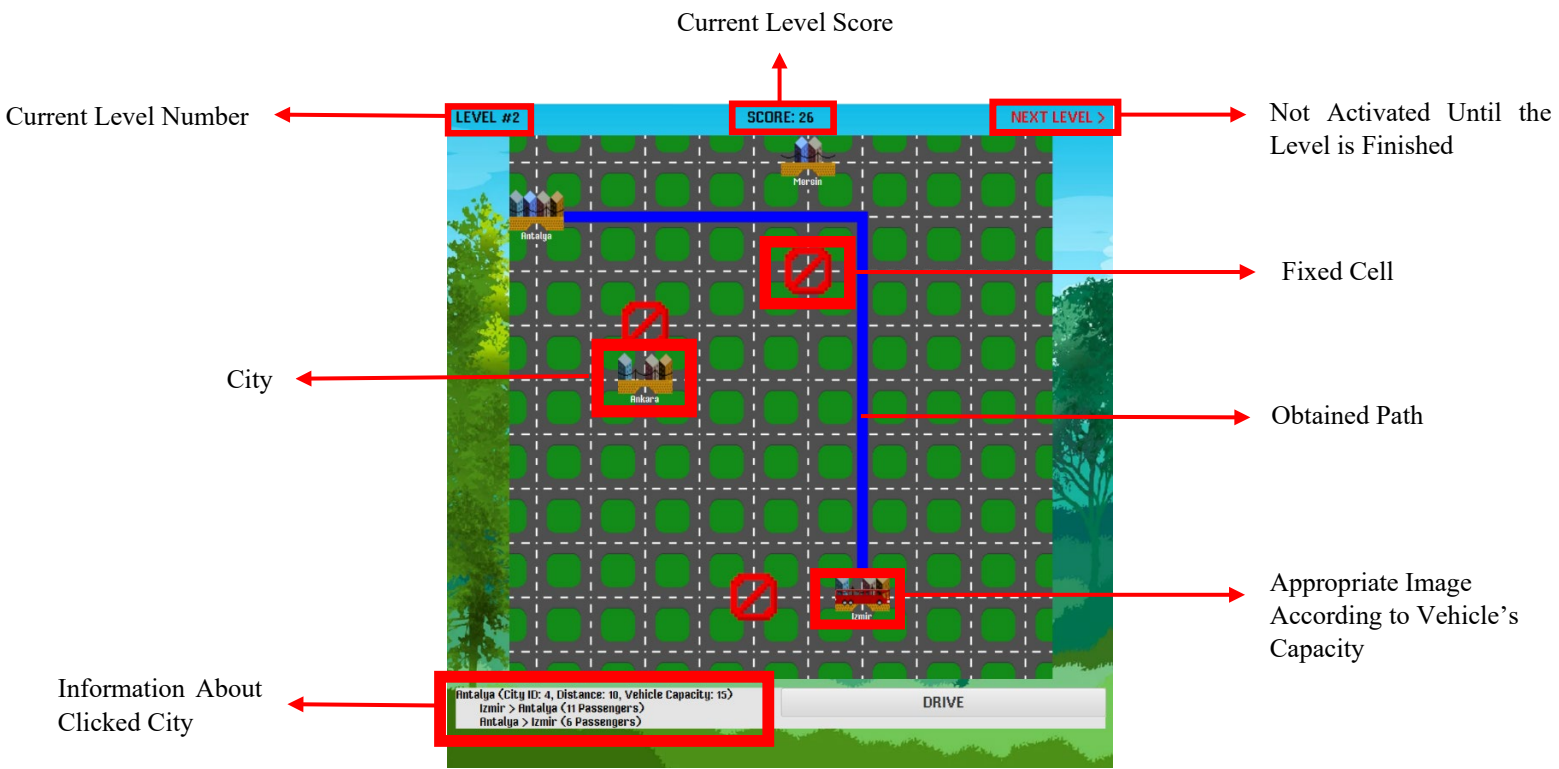 Current Level Score
Current Level Number
LEVEL #2
SCORE: 26
NEXT LEVEL >
Not Activated Until the
Level is Finished
Mersin
Antalya
Fixed Cell
City
Ankara
Obtained Path
Izmir
Appropriate Image
According to Vehicle’s
Capacity
Information About
Clicked City
Antalya (City ID: 4, Distance: 10, Vehicle Capacity: 15)
Izmir > Antalya (11 Passengers)
Antalya > Izmir (6 Passengers)
DRIVE